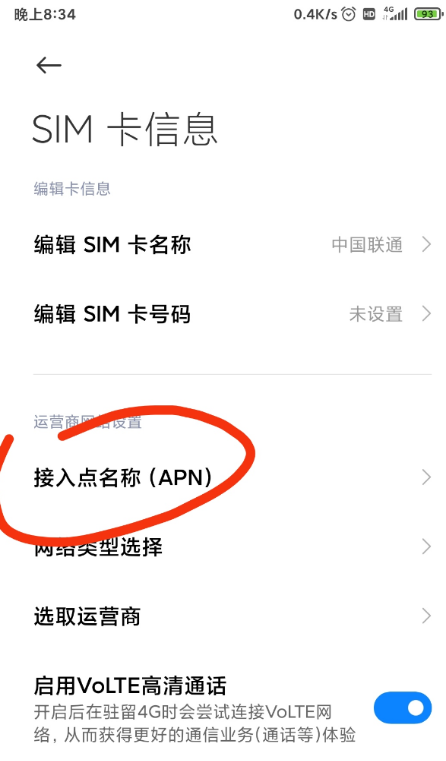 晚上8:34 0.4K/s HD 4G 93
SIM 卡信息
编辑卡信息
编辑 SIM 卡名称 中国联通
编辑 SIM 卡号码 未设置
运营商网络设置
接入点名称 (APN)
网络类型选择
选取运营商
启用VoLTE高清通话
开启后在驻留4G时会尝试连接VoLTE网
络，从而获得更好的通信业务(通话等)体验